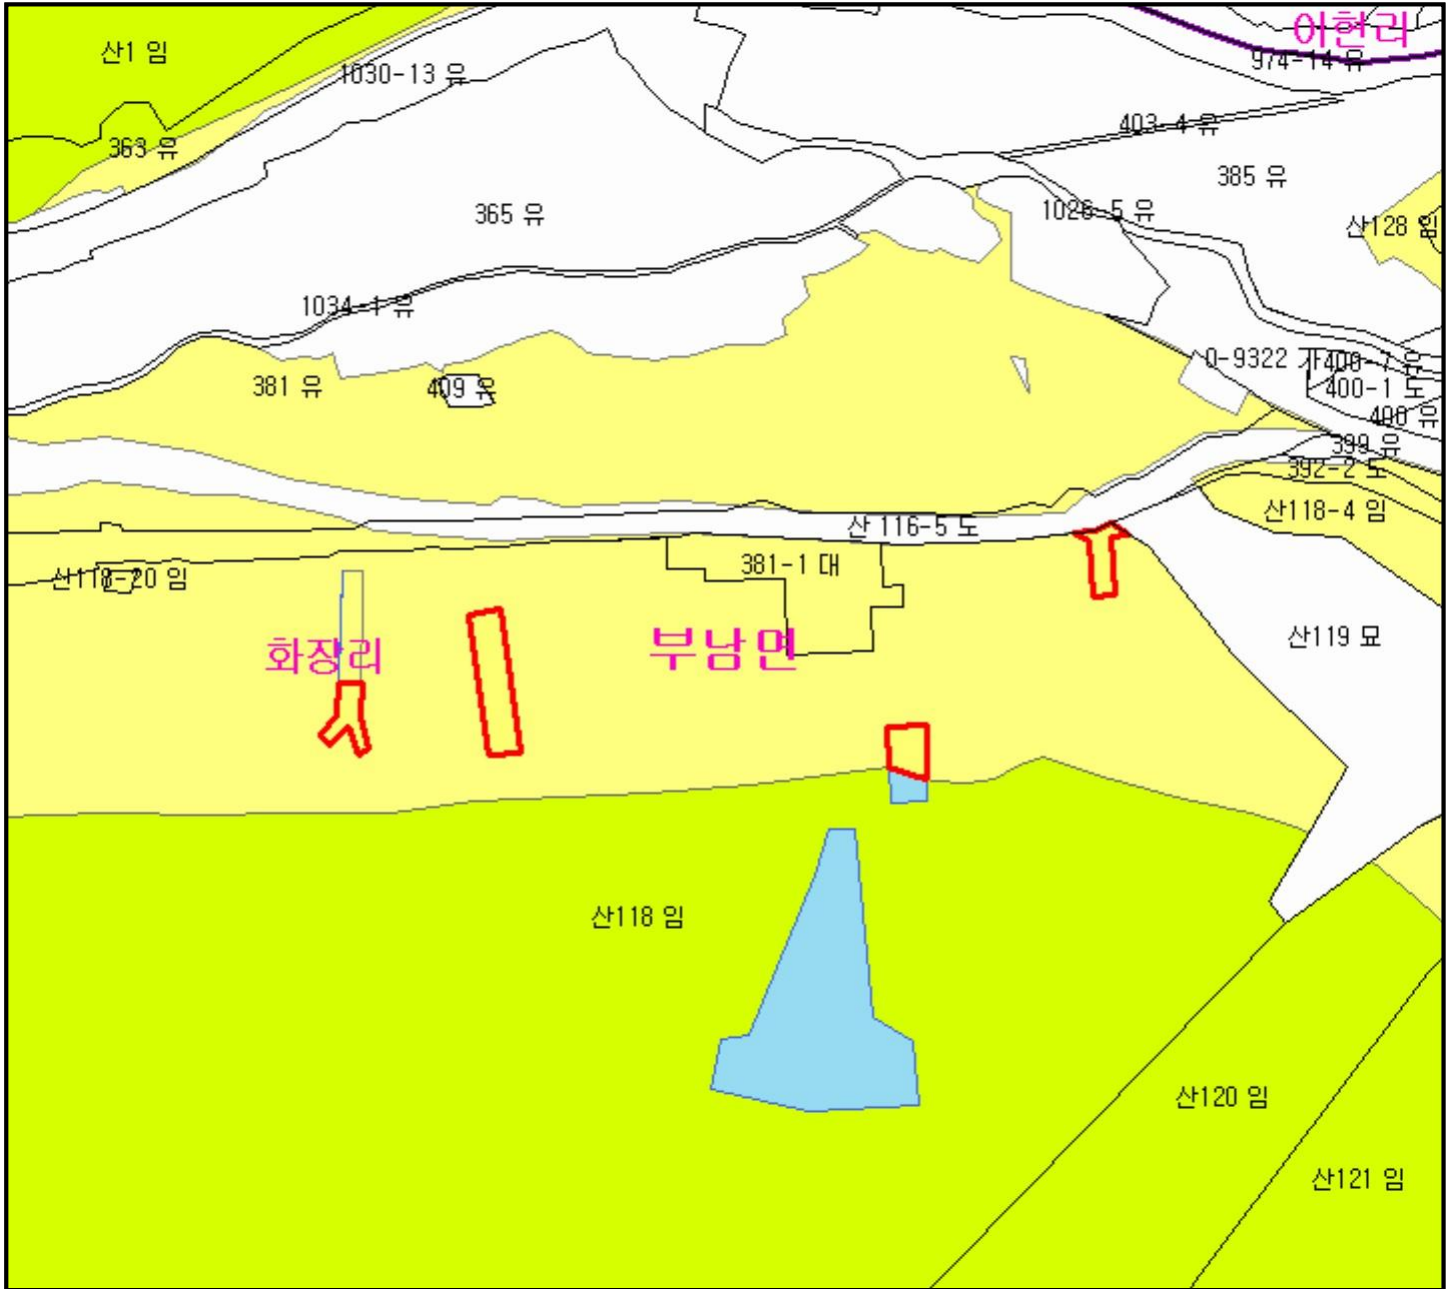 이현리
산1 임
974-14 유
1030-13 유
403-4 유
363 유
385 유
365 유
1026-5 유
산128 임
1034-1 유
0-9322 가
400-7 유
381 유
409 유
400-1 도
400 유
399 유
392-2 도
산118-4 임
산 116-5 도
381-1 대
산118-20 임
산119 묘
화장리
부남면
산118 임
산120 임
산121 임